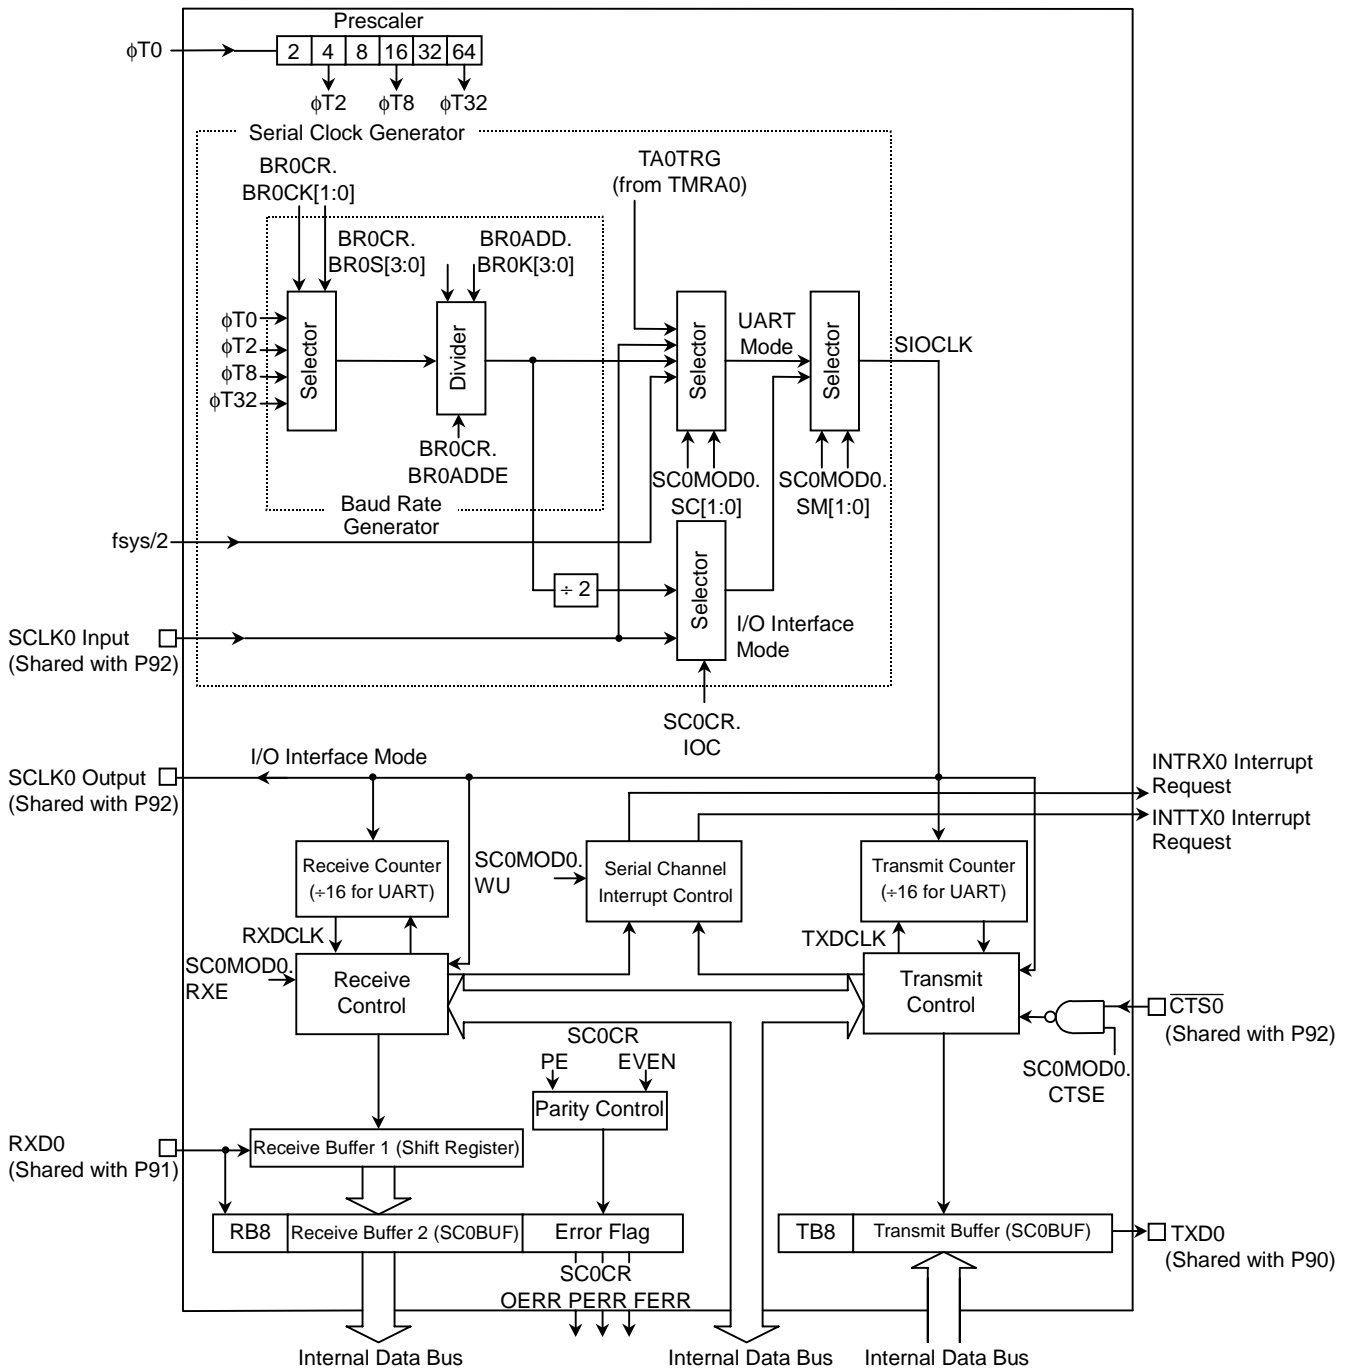 Prescaler
ϕT0
2 4 8 16 32 64
ϕT2 ϕT8 ϕT32
Serial Clock Generator
BR0CR.
BR0CK[1:0]
TA0TRG
(from TMRA0)
BR0CR.
BR0S[3:0]
BR0ADD.
BR0K[3:0]
ϕT0
ϕT2
ϕT8
ϕT32
Selector
Divider
Selector
UART
Mode
Selector
SIOCLK
BR0CR.
BR0ADDE
SC0MOD0.
SC[1:0]
SC0MOD0.
SM[1:0]
Baud Rate
Generator
fsys/2
÷ 2
Selector
I/O Interface
Mode
SCLK0 Input
(Shared with P92)
SC0CR.
IOC
I/O Interface Mode
SCLK0 Output
(Shared with P92)
INTRX0 Interrupt
Request
INTTX0 Interrupt
Request
Receive Counter
(÷16 for UART)
SC0MOD0.
WU
Serial Channel
Interrupt Control
Transmit Counter
(÷16 for UART)
RXDCLK
TXDCLK
SC0MOD0.
RXE
Receive
Control
Transmit
Control
CTS0
(Shared with P92)
SC0MOD0.
CTSE
SC0CR
PE EVEN
Parity Control
RXD0
(Shared with P91)
Receive Buffer 1 (Shift Register)
RB8 Receive Buffer 2 (SC0BUF) Error Flag
TB8 Transmit Buffer (SC0BUF)
TXD0
(Shared with P90)
SC0CR
OERR PERR FERR
Internal Data Bus
Internal Data Bus
Internal Data Bus